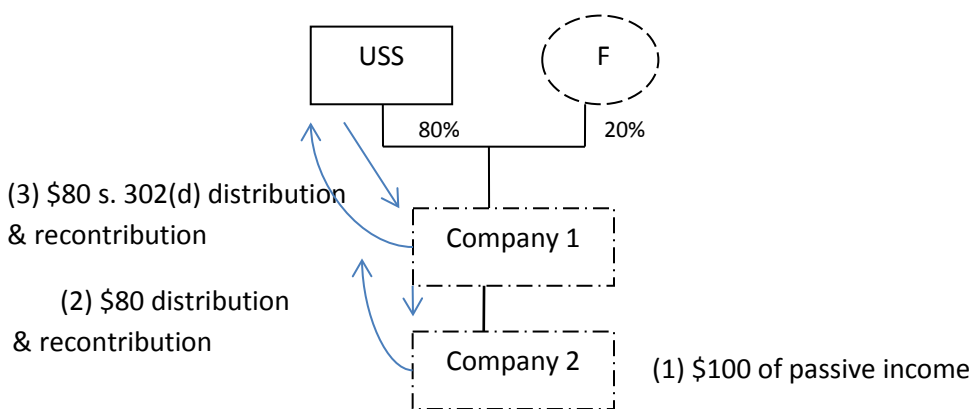 USS
F
80%
20%
(3) $80 s. 302(d) distribution
& recontribution
Company 1
(2) $80 distribution
& recontribution
Company 2
(1) $100 of passive income